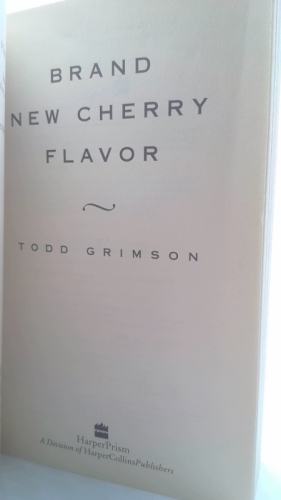 BRAND
NEW CHERRY
FLAVOR
TODD GRIMSON
HarperPrism
A Division of HarperCollinsPublishers